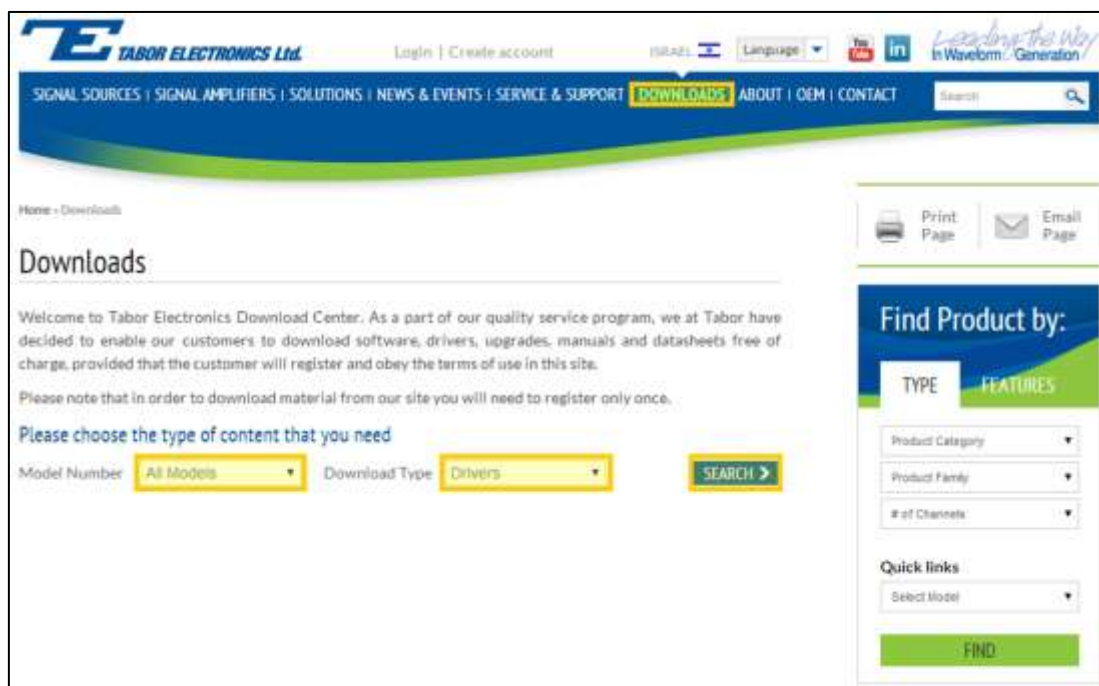 TE TABOR ELECTRONICS Ltd.
Login | Create account
ISRAEL
Language
You Tube
in
Leading the Way
In Waveform Generation
SIGNAL SOURCES | SIGNAL AMPLIFIERS | SOLUTIONS | NEWS & EVENTS | SERVICE & SUPPORT | DOWNLOADS | ABOUT | OEM | CONTACT
Search
Home » Downloads
Print Page
Email Page
Downloads
Welcome to Tabor Electronics Download Center. As a part of our quality service program, we at Tabor have
decided to enable our customers to download software, drivers, upgrades, manuals and datasheets free of
charge, provided that the customer will register and obey the terms of use in this site.
Please note that in order to download material from our site you will need to register only once.
Please choose the type of content that you need
Model Number All Models Download Type Drivers SEARCH
Find Product by:
TYPE FEATURES
Product Category
Product Family
# of Channels
Quick links
Select Model
FIND